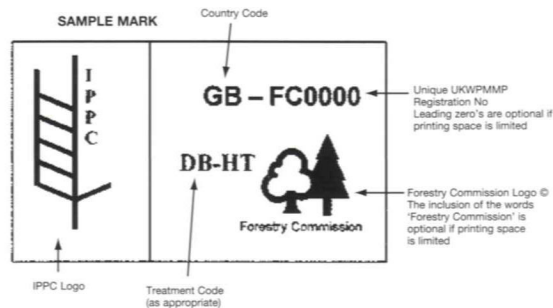 SAMPLE MARK
Country Code
I
P
P
C
GB – FC0000
Unique UKWPMMP
Registration No
Leading zero's are optional if
printing space is limited
DB-HT
Forestry Commission
Forestry Commission Logo ©
The inclusion of the words
'Forestry Commission' is
optional if printing space
is limited
IPPC Logo
Treatment Code
(as appropriate)